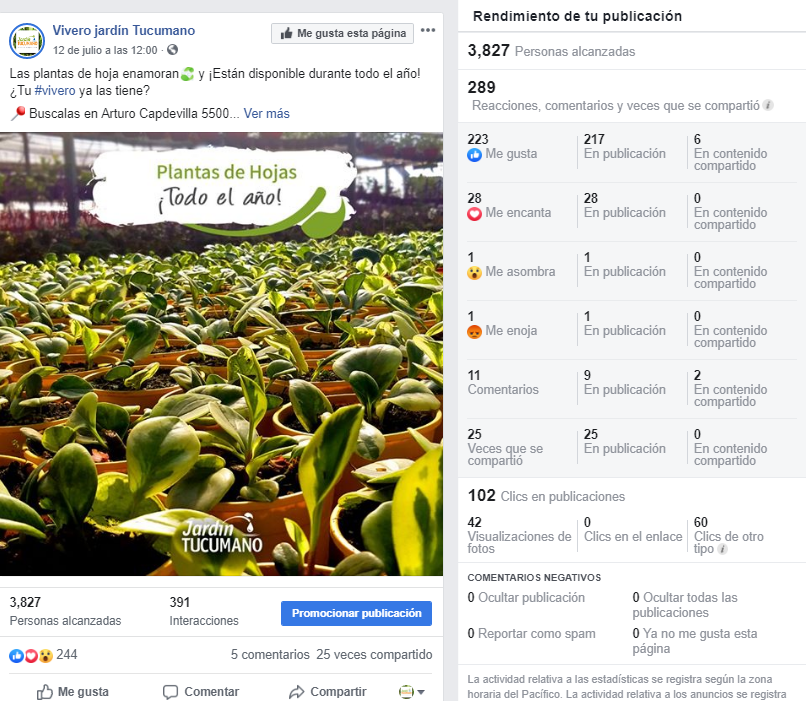 Vivero jardín Tucumano
Me gusta esta página
12 de julio a las 12:00 ·
Las plantas de hoja enamoran y ¡Están disponible durante todo el año!
¿Tu #vivero ya las tiene?
Buscalas en Arturo Capdevilla 5500... Ver más
Plantas de Hojas
¡Todo el año!
Jardín
TUCUMANO
3,827
Personas alcanzadas
391
Interacciones
Promocionar publicación
244
5 comentarios 25 veces compartido
Me gusta
Comentar
Compartir
Rendimiento de tu publicación
3,827 Personas alcanzadas
289
Reacciones, comentarios y veces que se compartió
223
Me gusta
217
En publicación
6
En contenido
compartido
28
Me encanta
28
En publicación
0
En contenido
compartido
1
Me asombra
1
En publicación
0
En contenido
compartido
1
Me enoja
1
En publicación
0
En contenido
compartido
11
Comentarios
9
En publicación
2
En contenido
compartido
25
Veces que se
compartió
25
En publicación
0
En contenido
compartido
102 Clics en publicaciones
42
Visualizaciones de
fotos
0
Clics en el enlace
60
Clics de otro
tipo
COMENTARIOS NEGATIVOS
0 Ocultar publicación
0 Ocultar todas las
publicaciones
0 Reportar como spam
0 Ya no me gusta esta
página
La actividad relativa a las estadísticas se registra según la zona
horaria del Pacífico. La actividad relativa a los anuncios se registra